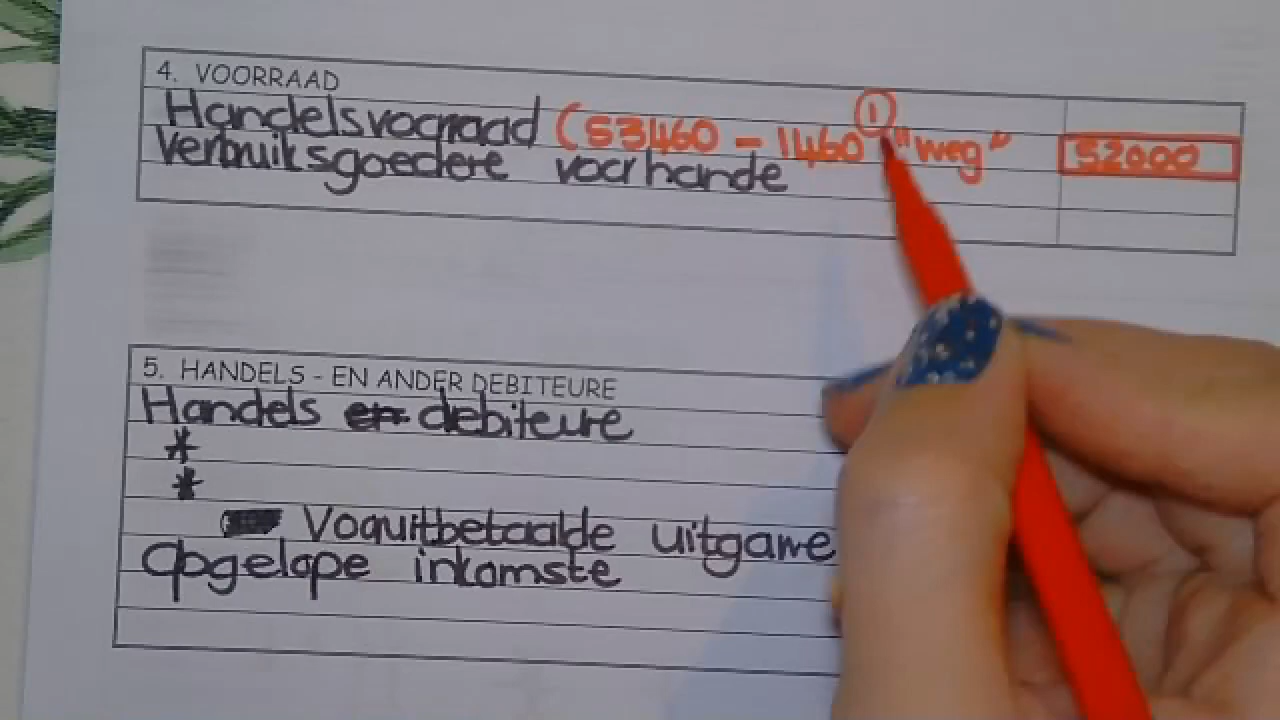 4. VOORRAAD
Handelsvoorraad (53460 - 1460 ① "weg" 52000
Verbruiksgoedere voorhande
5. HANDELS - EN ANDER DEBITEURE
Handels en debiteure
*
*
Vooruitbetaalde uitgawe
Opgelope inkomste